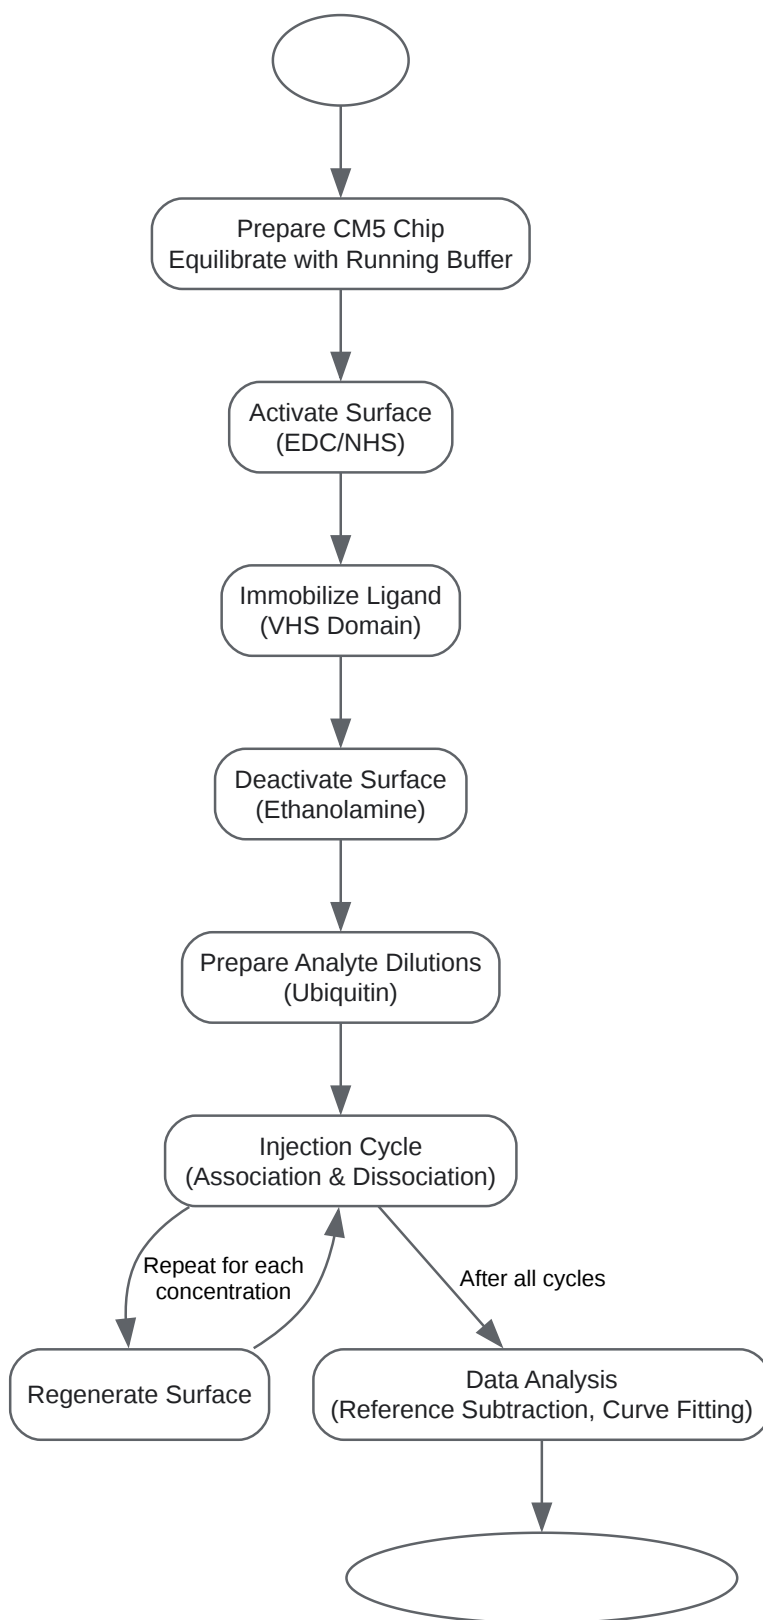 Prepare CM5 Chip
Equilibrate with Running Buffer
Activate Surface
(EDC/NHS)
Immobilize Ligand
(VHS Domain)
Deactivate Surface
(Ethanolamine)
Prepare Analyte Dilutions
(Ubiquitin)
Injection Cycle
(Association & Dissociation)
Repeat for each
concentration
After all cycles
Regenerate Surface
Data Analysis
(Reference Subtraction, Curve Fitting)